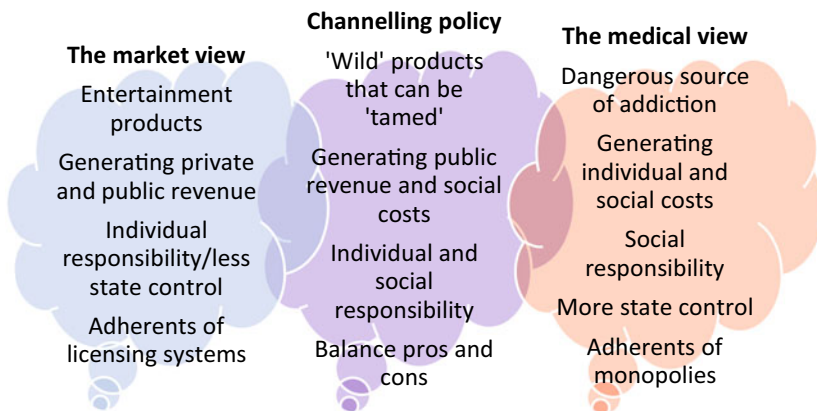 The market view
Entertainment
products
Generating private
and public revenue
Individual
responsibility/less
state control
Adherents of
licensing systems
Channelling policy
'Wild' products
that can be
'tamed'
Generating public
revenue and social
costs
Individual and
social
responsibility
Balance pros and
cons
The medical view
Dangerous source
of addiction
Generating
individual and
social costs
Social
responsibility
More state control
Adherents of
monopolies